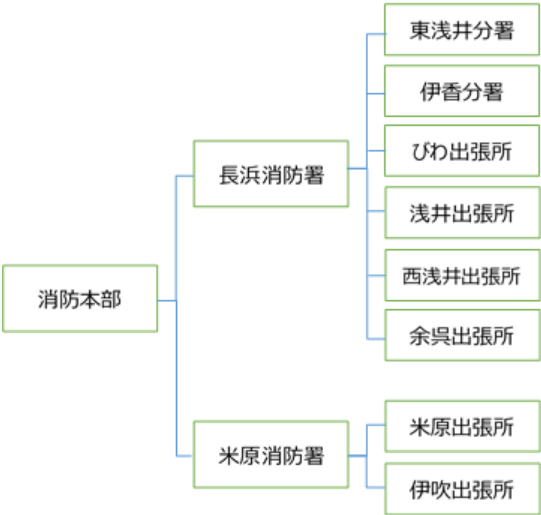 消防本部
長浜消防署
東浅井分署
伊香分署
びわ出張所
浅井出張所
西浅井出張所
余呉出張所
米原消防署
米原出張所
伊吹出張所